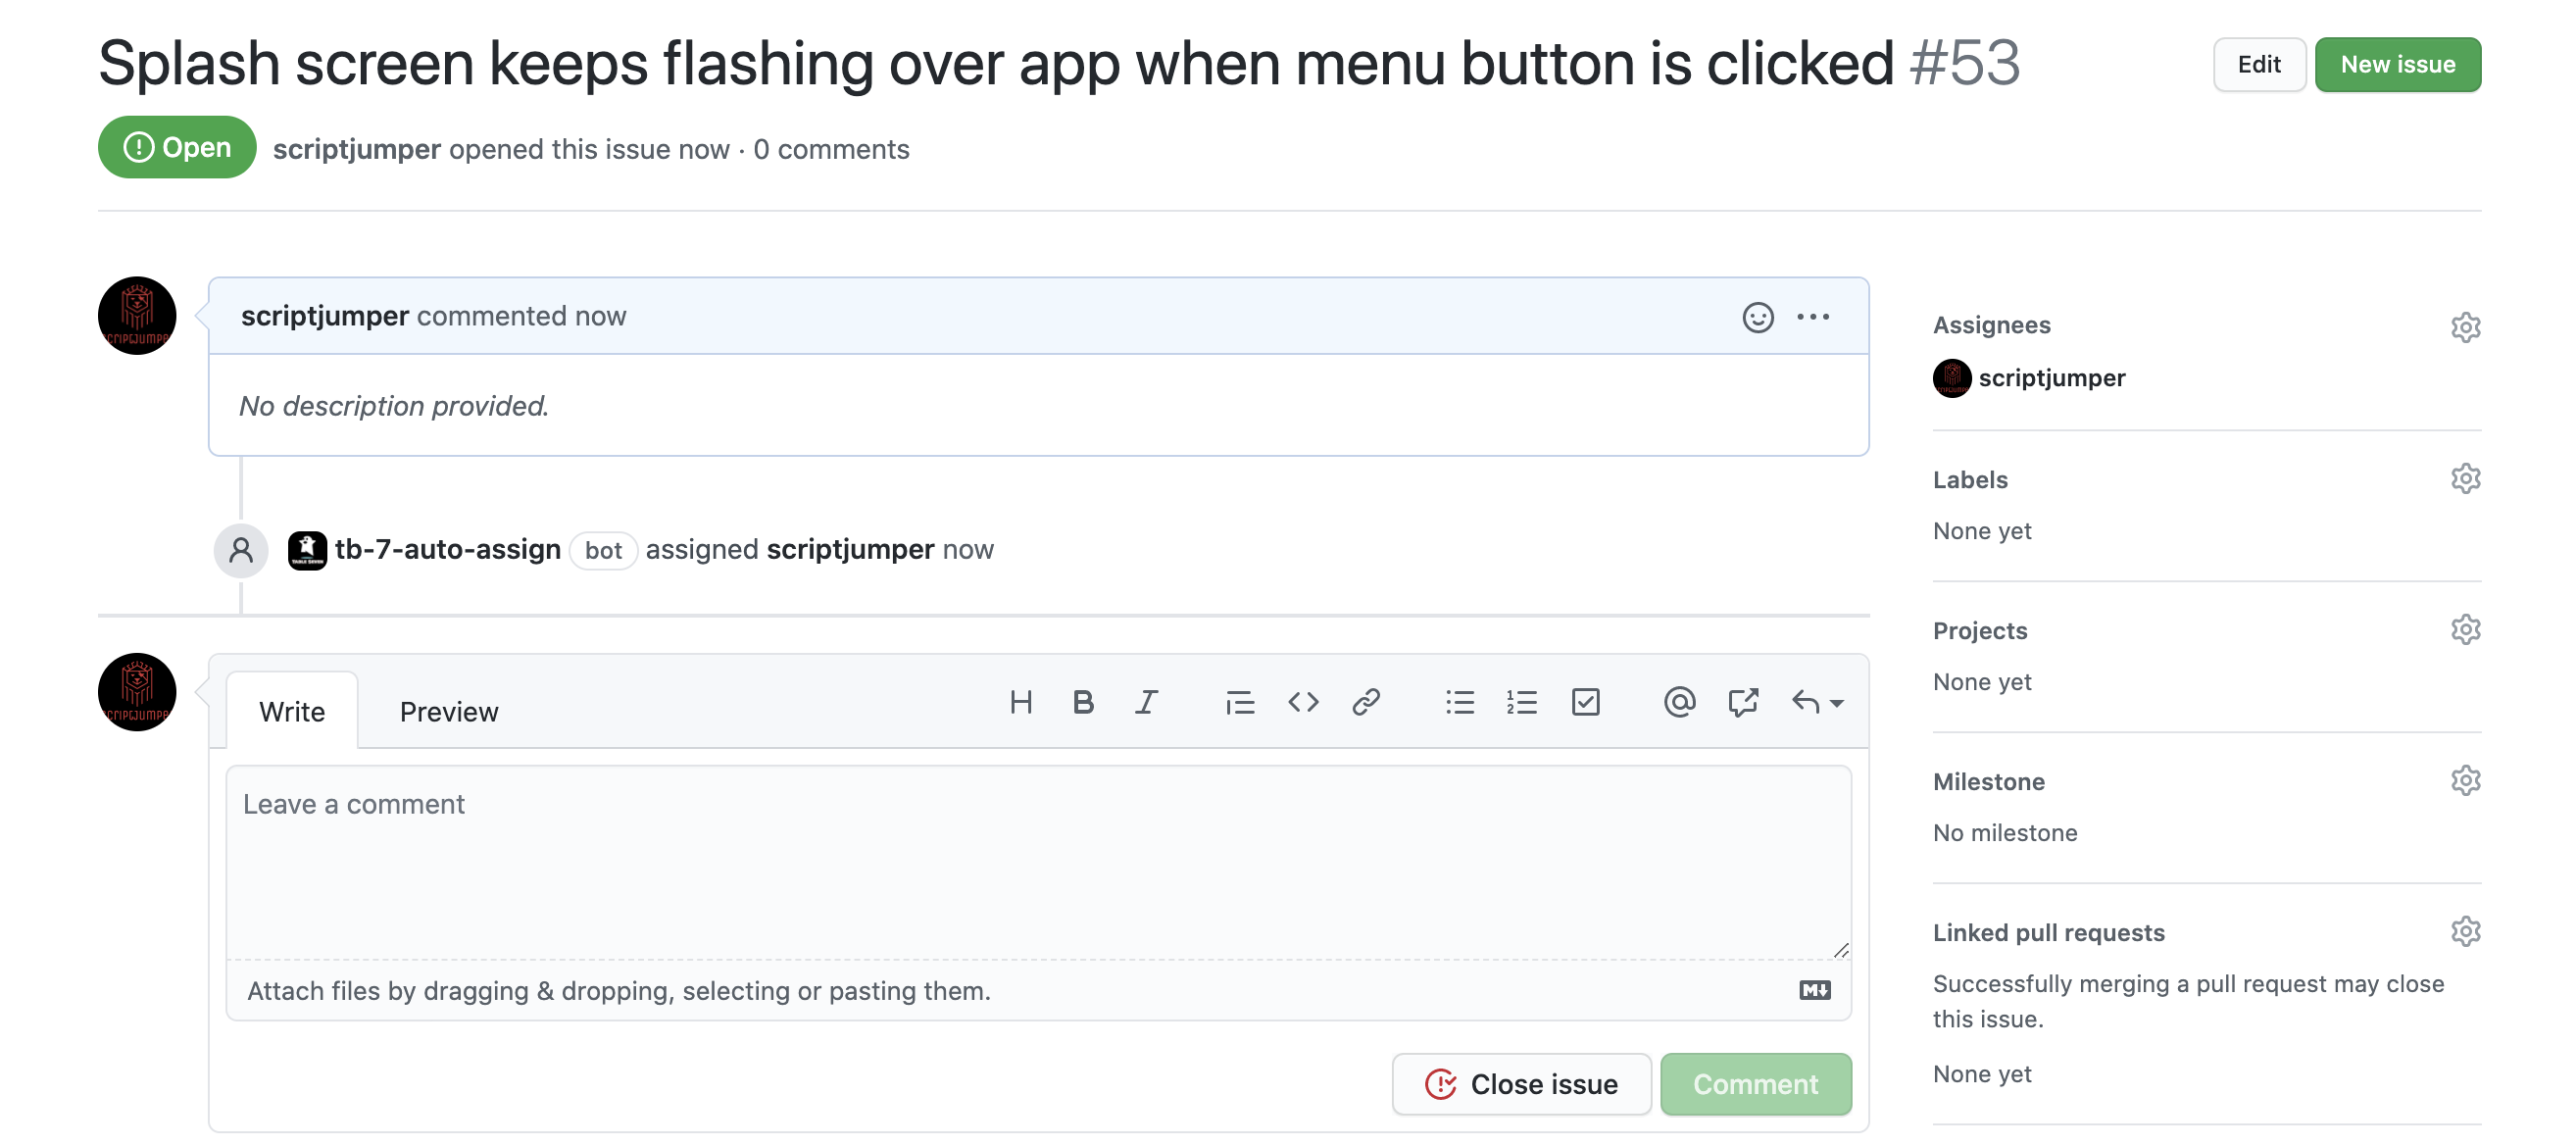 Splash screen keeps flashing over app when menu button is clicked #53
Edit
New issue
Open
scriptjumper opened this issue now · 0 comments
scriptjumper commented now
No description provided.
tb-7-auto-assign bot assigned scriptjumper now
Write
Preview
Leave a comment
Attach files by dragging & dropping, selecting or pasting them.
Close issue
Comment
Assignees
scriptjumper
Labels
None yet
Projects
None yet
Milestone
No milestone
Linked pull requests
Successfully merging a pull request may close
this issue.
None yet